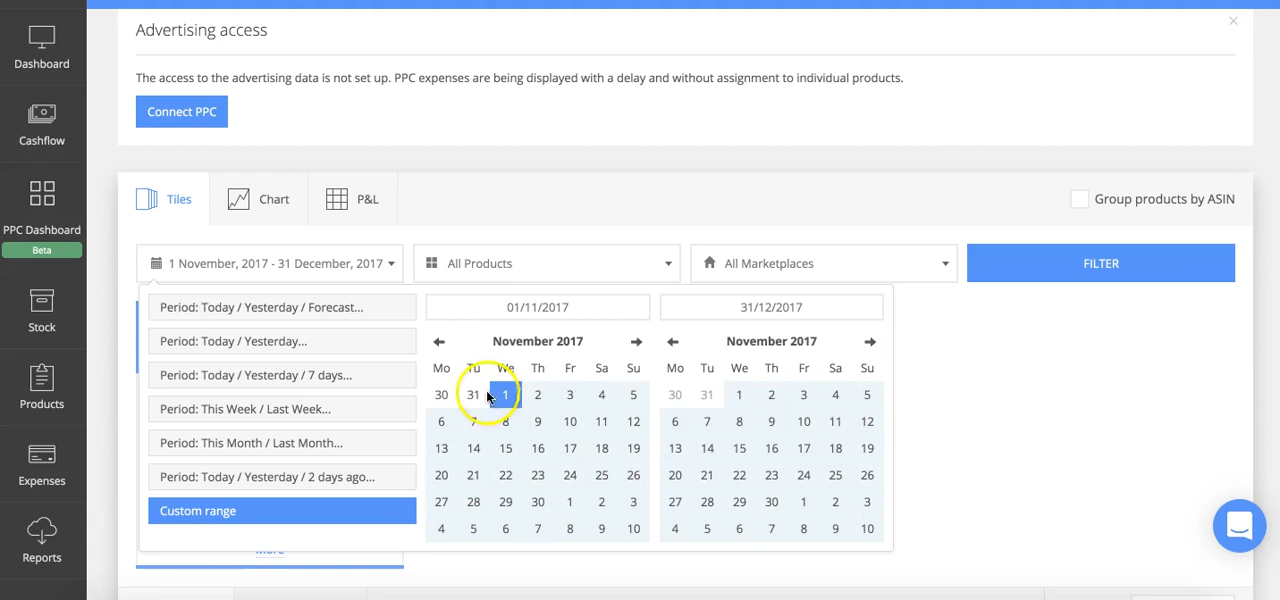 Advertising access
The access to the advertising data is not set up. PPC expenses are being displayed with a delay and without assignment to individual products.
Connect PPC
Dashboard
Cashflow
PPC Dashboard
Beta
Stock
Products
Expenses
Reports
Tiles
Chart
P&L
Group products by ASIN
1 November, 2017 - 31 December, 2017
All Products
All Marketplaces
FILTER
Period: Today / Yesterday / Forecast...
Period: Today / Yesterday...
Period: Today / Yesterday / 7 days...
Period: This Week / Last Week...
Period: This Month / Last Month...
Period: Today / Yesterday / 2 days ago...
Custom range
01/11/2017
November 2017
Mo Tu We Th Fr Sa Su
30 31 1 2 3 4 5
6 7 8 9 10 11 12
13 14 15 16 17 18 19
20 21 22 23 24 25 26
27 28 29 30 1 2 3
4 5 6 7 8 9 10
31/12/2017
November 2017
Mo Tu We Th Fr Sa Su
30 31 1 2 3 4 5
6 7 8 9 10 11 12
13 14 15 16 17 18 19
20 21 22 23 24 25 26
27 28 29 30 1 2 3
4 5 6 7 8 9 10
More